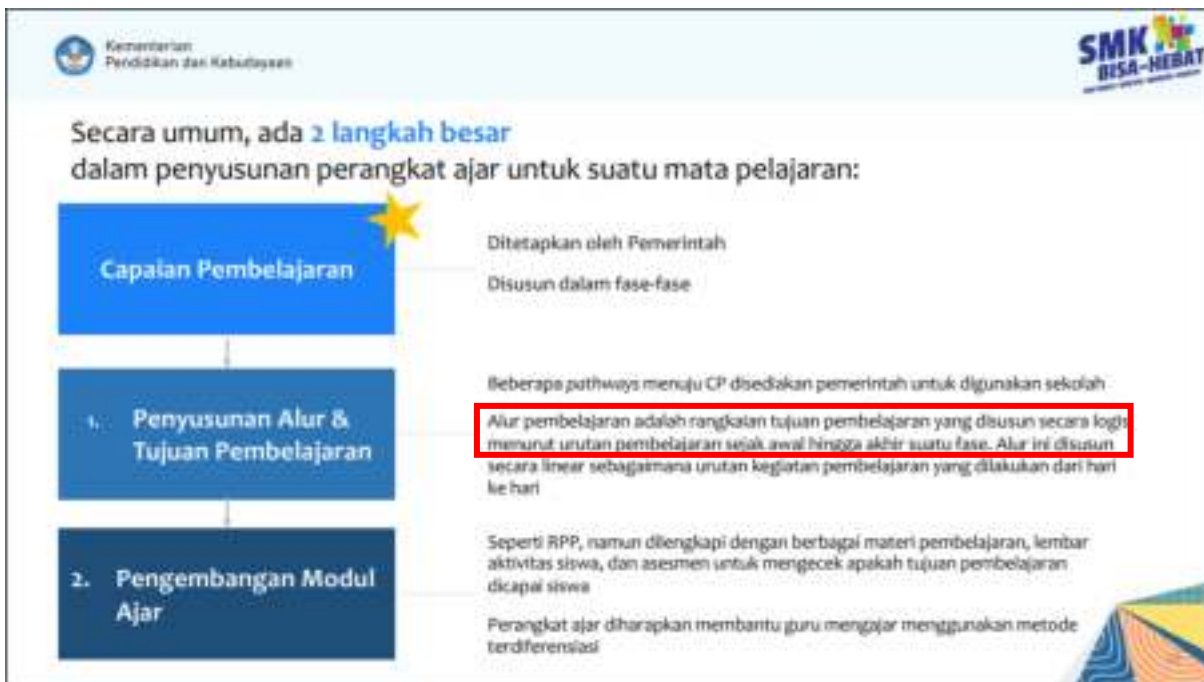 Kementerian
Pendidikan dan Kebudayaan
SMK
BISA-HEBAT
Secara umum, ada 2 langkah besar
dalam penyusunan perangkat ajar untuk suatu mata pelajaran:
Capaian Pembelajaran
Ditetapkan oleh Pemerintah
Disusun dalam fase-fase
1. Penyusunan Alur &
Tujuan Pembelajaran
Beberapa pathways menuju CP disediakan pemerintah untuk digunakan sekolah
Alur pembelajaran adalah rangkaian tujuan pembelajaran yang disusun secara logis
menurut urutan pembelajaran sejak awal hingga akhir suatu fase. Alur ini disusun
secara linear sebagaimana urutan kegiatan pembelajaran yang dilakukan dari hari
ke hari
2. Pengembangan Modul
Ajar
Seperti RPP, namun dilengkapi dengan berbagai materi pembelajaran, lembar
aktivitas siswa, dan asesmen untuk mengecek apakah tujuan pembelajaran
dicapai siswa
Perangkat ajar diharapkan membantu guru mengajar menggunakan metode
terdiferensiasi